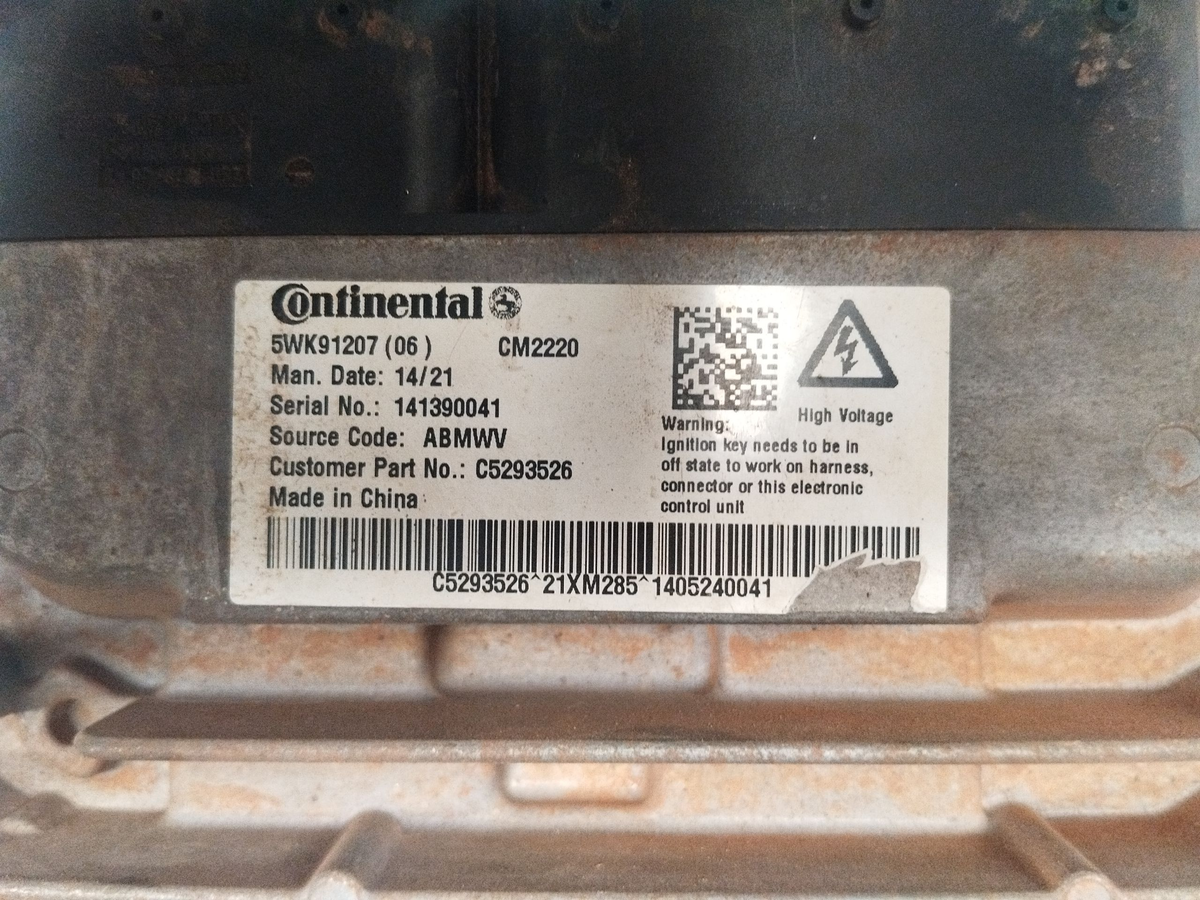 Continental
5WK91207 (06 ) CM2220
Man. Date: 14/21
Serial No.: 141390041
Source Code: ABMWV
Customer Part No.: C5293526
Made in China
High Voltage
Warning:
Ignition key needs to be in
off state to work on harness,
connector or this electronic
control unit
C5293526^21XM285^1405240041